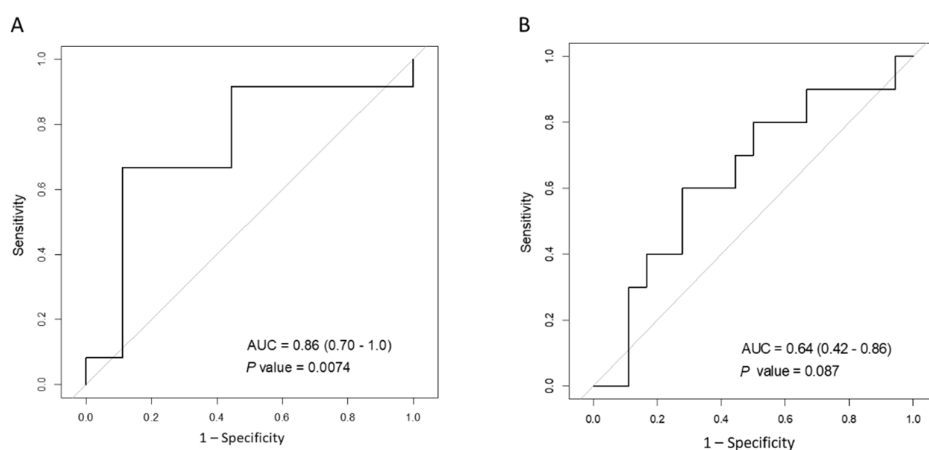 A
Sensitivity
1.0
0.8
0.6
0.4
0.2
0.0
AUC = 0.86 (0.70 - 1.0)
P value = 0.0074
0.0 0.2 0.4 0.6 0.8 1.0
1 – Specificity
B
Sensitivity
1.0
0.8
0.6
0.4
0.2
0.0
AUC = 0.64 (0.42 - 0.86)
P value = 0.087
0.0 0.2 0.4 0.6 0.8 1.0
1 – Specificity